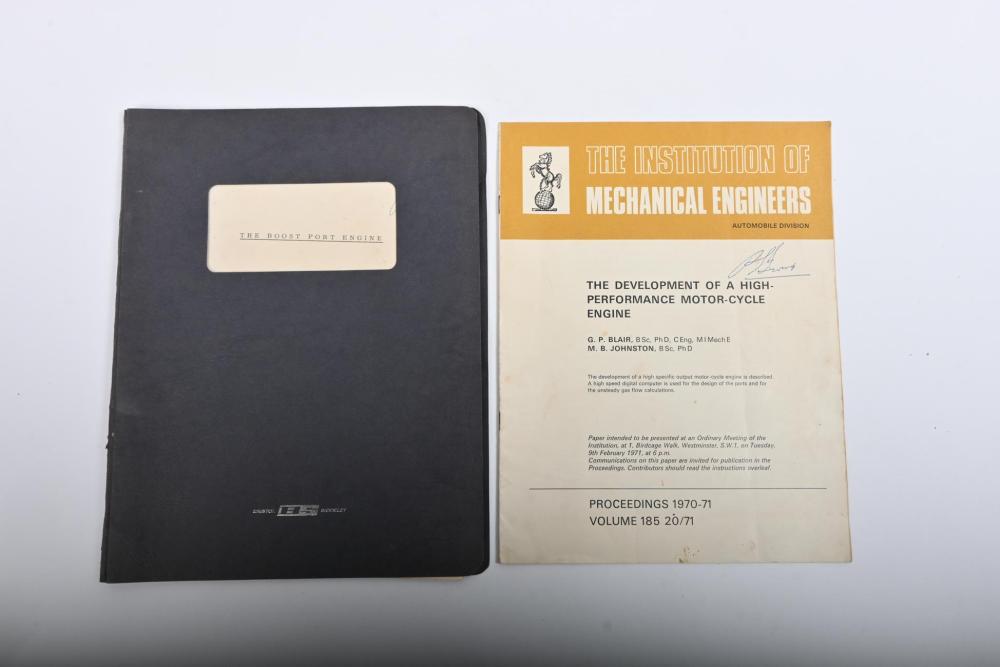 THE BOOST PORT ENGINE
BINDERLEY
THE INSTITUTION OF
MECHANICAL ENGINEERS
AUTOMOBILE DIVISION
THE DEVELOPMENT OF A HIGH-
PERFORMANCE MOTOR-CYCLE
ENGINE
G. P. BLAIR, BSc, PhD, CEng, MIMechE
M. B. JOHNSTON, BSc, PhD
The development of a high specific output motor-cycle engine is described.
A high speed digital computer is used for the design of the ports and for
the unsteady gas flow calculations.
Paper intended to be presented at an Ordinary Meeting of the
Institution, at 1, Birdcage Walk, Westminster, S.W.1, on Tuesday,
9th February 1971, at 6 p.m.
Communications on this paper are invited for publication in the
Proceedings. Contributors should read the instructions overleaf.
PROCEEDINGS 1970-71
VOLUME 185 20/71